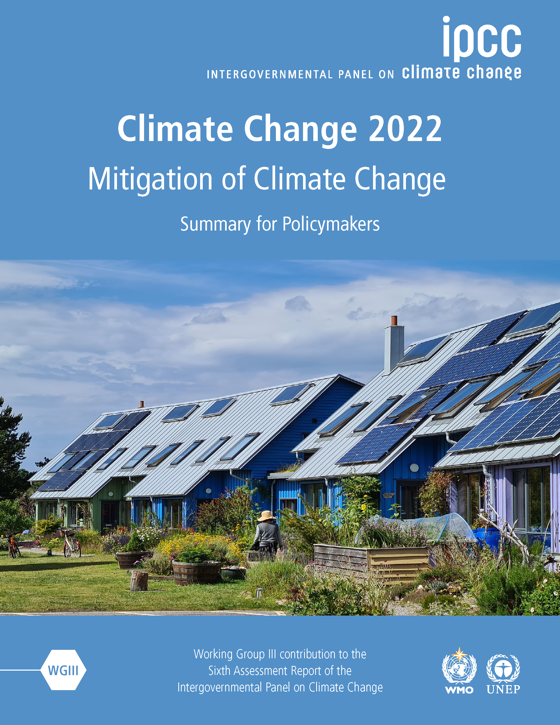 ipcc
INTERGOVERNMENTAL PANEL ON climate change
Climate Change 2022
Mitigation of Climate Change
Summary for Policymakers
WGIII
Working Group III contribution to the
Sixth Assessment Report of the
Intergovernmental Panel on Climate Change
WMO
UNEP